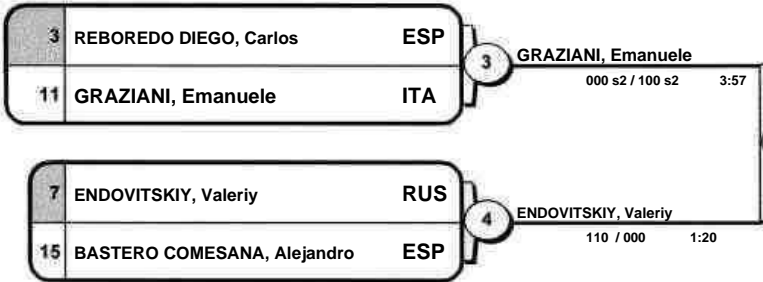 3 REBOREDO DIEGO, Carlos ESP
11 GRAZIANI, Emanuele ITA
3 GRAZIANI, Emanuele
000 s2 / 100 s2 3:57
7 ENDOVITSKIY, Valeriy RUS
15 BASTERO COMESANA, Alejandro ESP
4 ENDOVITSKIY, Valeriy
110 / 000 1:20